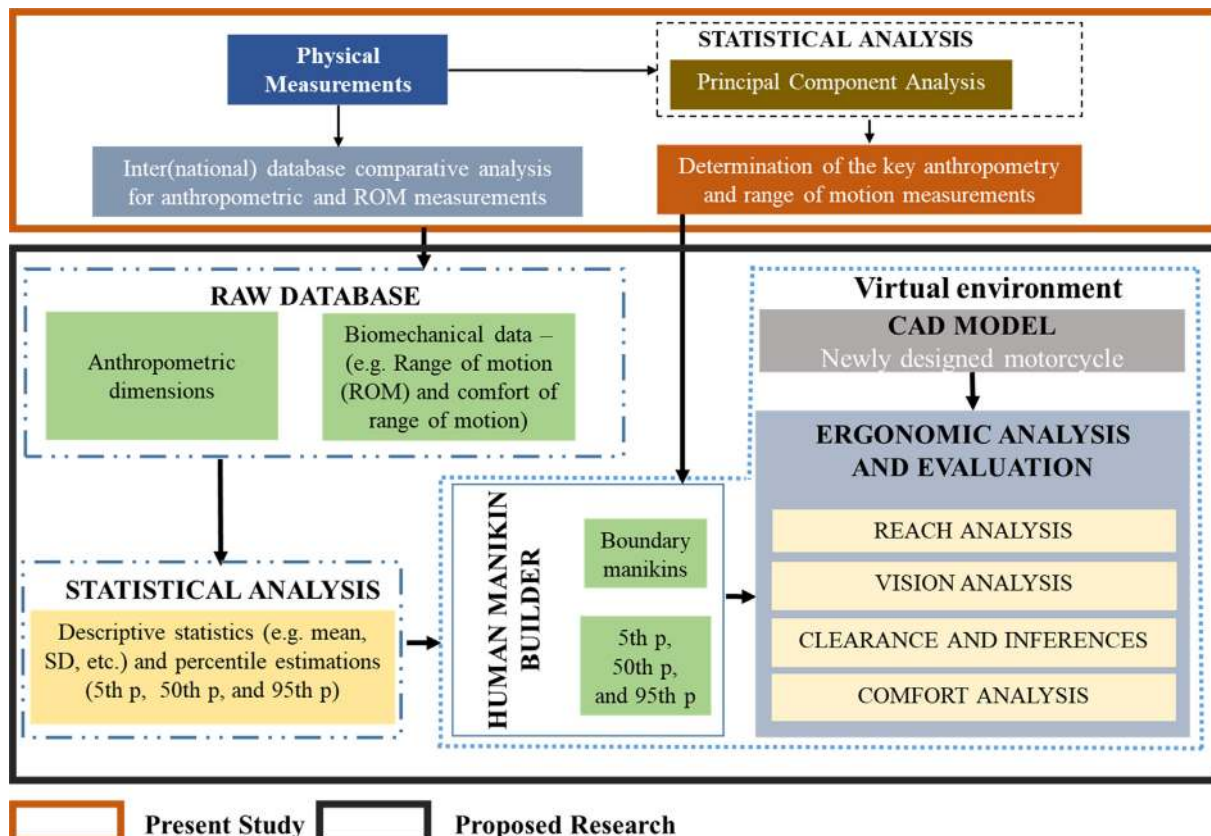 Physical
Measurements
STATISTICAL ANALYSIS
Principal Component Analysis
Inter(national) database comparative analysis
for anthropometric and ROM measurements
Determination of the key anthropometry
and range of motion measurements
RAW DATABASE
Anthropometric
dimensions
Biomechanical data –
(e.g. Range of motion
(ROM) and comfort of
range of motion)
Virtual environment
CAD MODEL
Newly designed motorcycle
ERGONOMIC ANALYSIS
AND EVALUATION
REACH ANALYSIS
VISION ANALYSIS
CLEARANCE AND INFERENCES
COMFORT ANALYSIS
STATISTICAL ANALYSIS
Descriptive statistics (e.g. mean,
SD, etc.) and percentile estimations
(5th p, 50th p, and 95th p)
HUMAN MANIKIN
BUILDER
Boundary
manikins
5th p,
50th p,
and 95th p
Present Study
Proposed Research